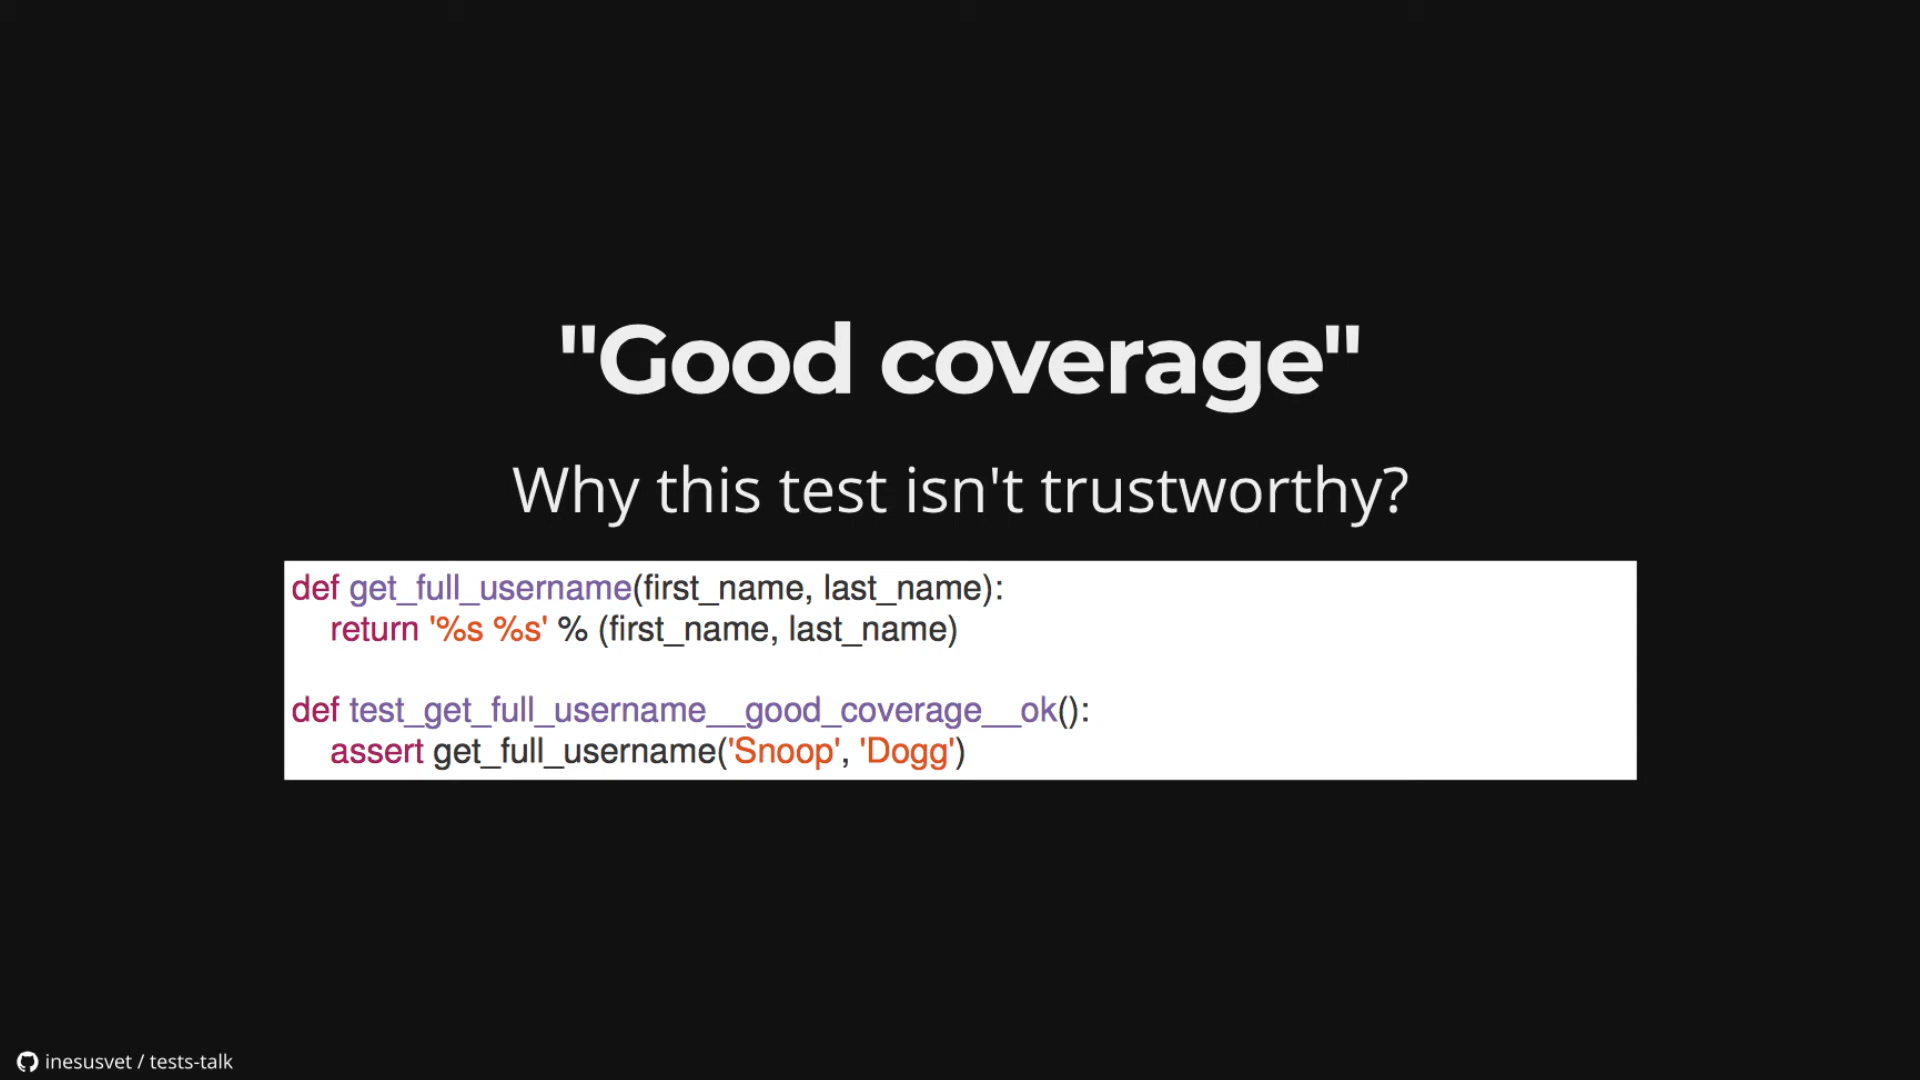 "Good coverage"
Why this test isn't trustworthy?
def get_full_username(first_name, last_name):
    return '%s %s' % (first_name, last_name)
def test_get_full_username__good_coverage__ok():
    assert get_full_username('Snoop', 'Dogg')
inesusvet / tests-talk